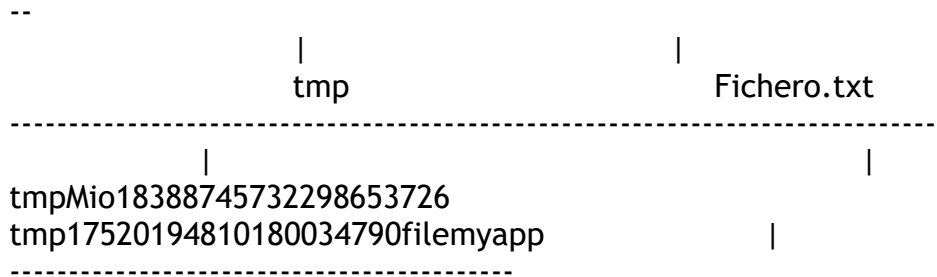 --
| |
tmp Fichero.txt
--------------------------------------------------------------------------------
| |
tmpMio18388745732298653726
tmp17520194810180034790filemyapp |
-------------------------------------------